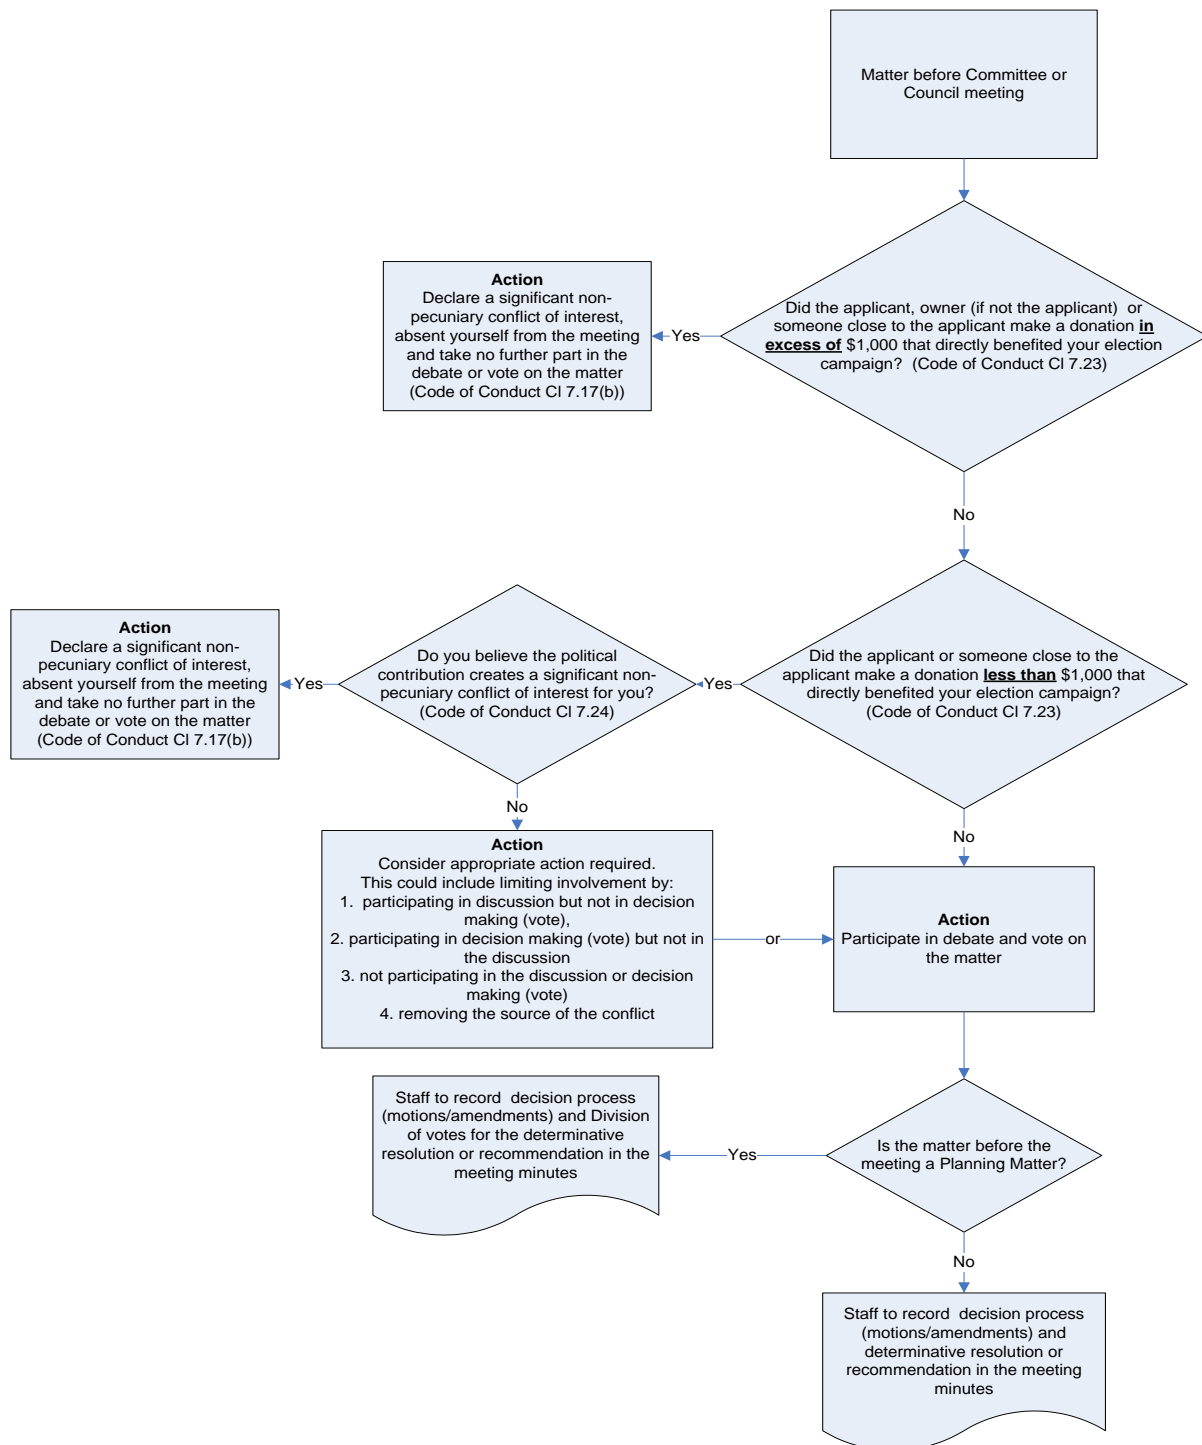 Matter before Committee or
Council meeting
Did the applicant, owner (if not the applicant)  or
someone close to the applicant make a donation in
excess of $1,000 that directly benefited your election
campaign?  (Code of Conduct Cl 7.23)
Yes
Action
Declare a significant non-
pecuniary conflict of interest,
absent yourself from the meeting
and take no further part in the
debate or vote on the matter
(Code of Conduct Cl 7.17(b))
No
Did the applicant or someone close to the
applicant make a donation less than $1,000 that
directly benefited your election campaign?
(Code of Conduct Cl 7.23)
Yes
Do you believe the political
contribution creates a significant non-
pecuniary conflict of interest for you?
(Code of Conduct Cl 7.24)
Yes
Action
Declare a significant non-
pecuniary conflict of interest,
absent yourself from the meeting
and take no further part in the
debate or vote on the matter
(Code of Conduct Cl 7.17(b))
No
Action
Consider appropriate action required.
This could include limiting involvement by:
1.  participating in discussion but not in decision
making (vote),
2. participating in decision making (vote) but not in
the discussion
3. not participating in the discussion or decision
making (vote)
4. removing the source of the conflict
or
No
Action
Participate in debate and vote on
the matter
Is the matter before the
meeting a Planning Matter?
Yes
Staff to record  decision process
(motions/amendments) and Division
of votes for the determinative
resolution or recommendation in the
meeting minutes
No
Staff to record  decision process
(motions/amendments) and
determinative resolution or
recommendation in the meeting
minutes